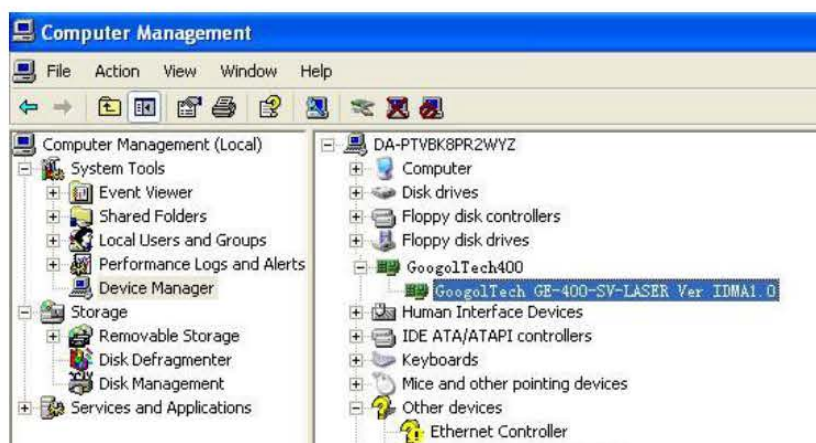 Computer Management
File Action View Window Help
Computer Management (Local)
System Tools
Event Viewer
Shared Folders
Local Users and Groups
Performance Logs and Alerts
Device Manager
Storage
Removable Storage
Disk Defragmenter
Disk Management
Services and Applications
DA-PTVBK8PR2WYZ
Computer
Disk drives
Floppy disk controllers
Floppy disk drives
GoogolTech400
GoogolTech GE-400-SV-LASER Ver IDMA1.0
Human Interface Devices
IDE ATA/ATAPI controllers
Keyboards
Mice and other pointing devices
Other devices
Ethernet Controller